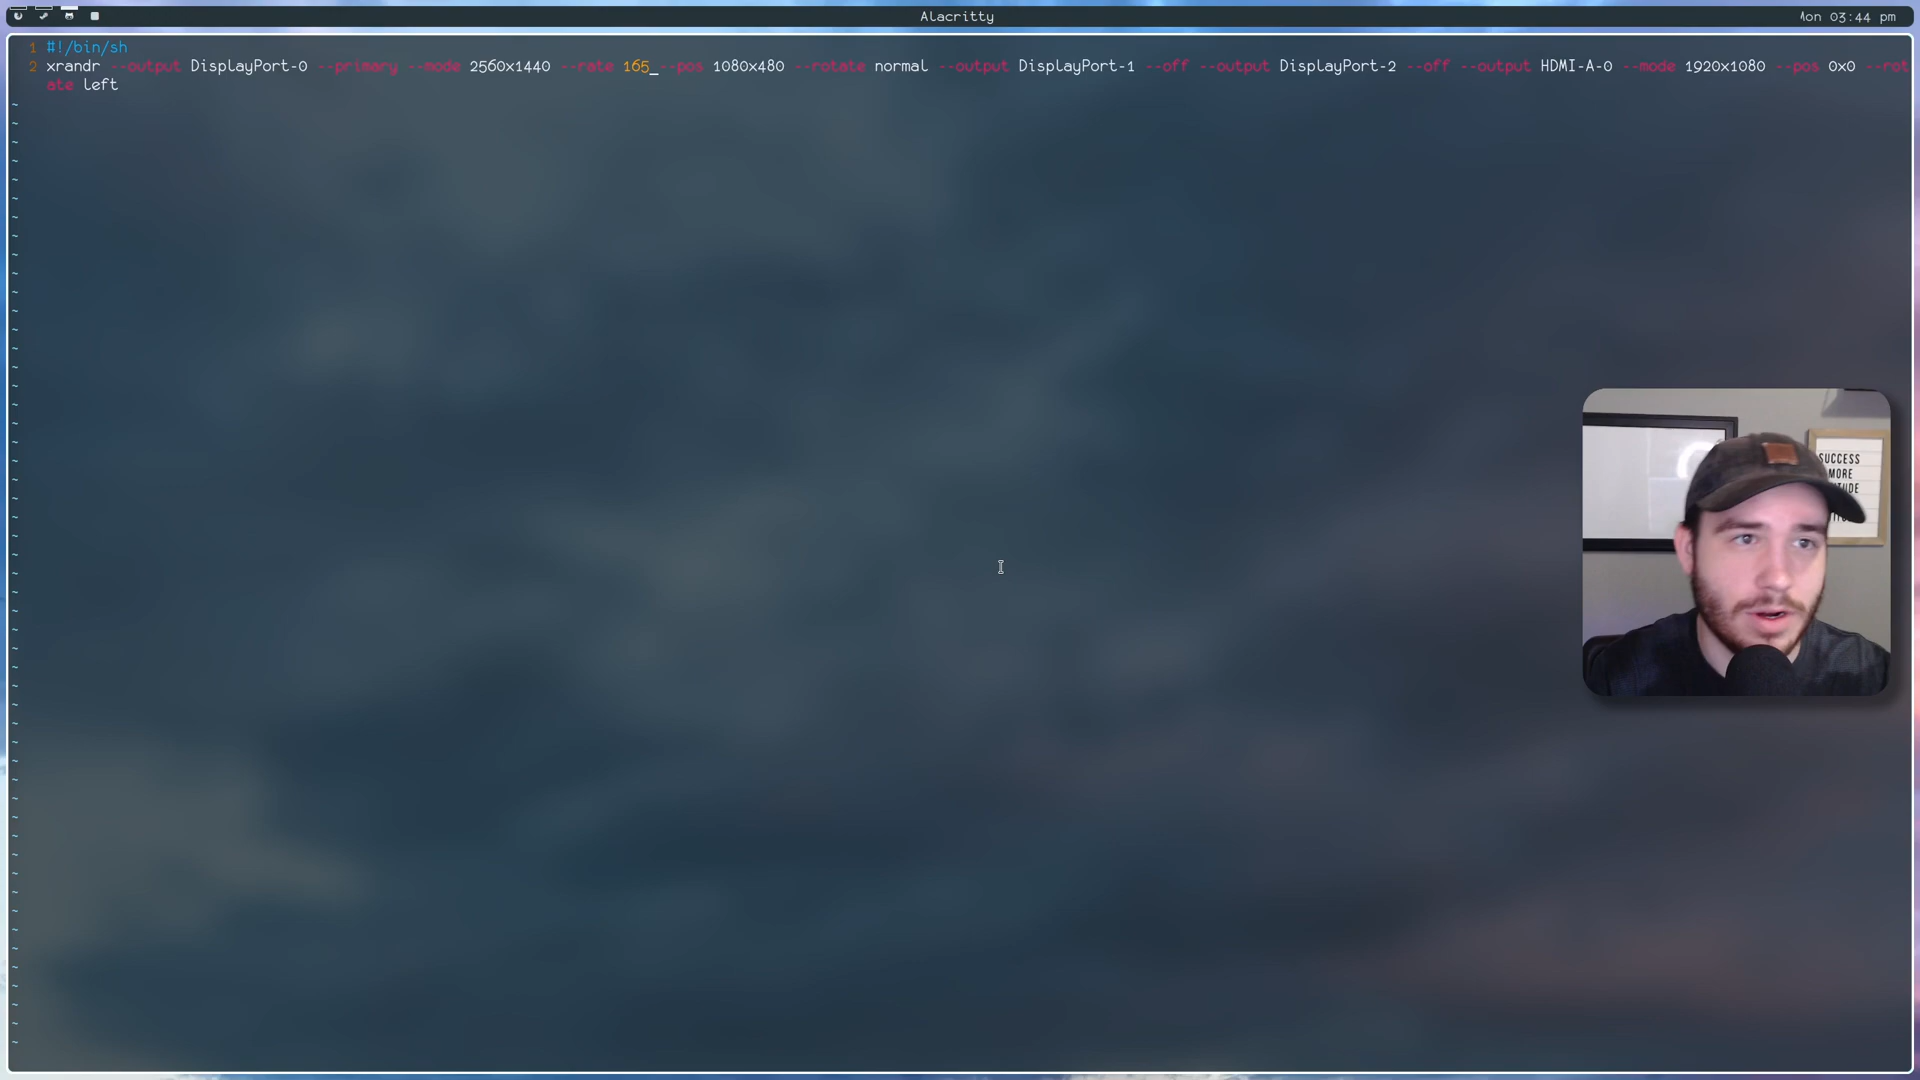 Alacritty
Mon 03:44 pm
1 #!/bin/sh
2 xrandr --output DisplayPort-0 --primary --mode 2560x1440 --rate 165 --pos 1080x480 --rotate normal --output DisplayPort-1 --off --output DisplayPort-2 --off --output HDMI-A-0 --mode 1920x1080 --pos 0x0 --rot
ate left
SUCCESS
MORE